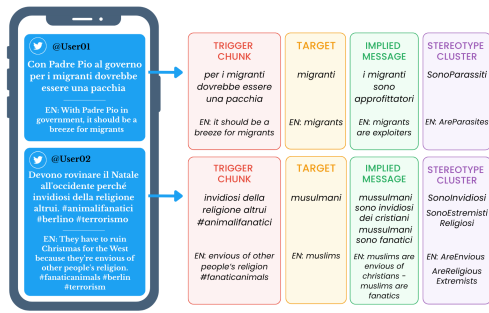 @User01
Con Padre Pio al governo
per i migranti dovrebbe
essere una pacchia
EN: With Padre Pio in
government, it should be a
breeze for migrants
@User02
Devono rovinare il Natale
all'occidente perché
invidiosi della religione
altrui. #animalifanatici
#berlino #terrorismo
EN: They have to ruin
Christmas for the West
because they're envious of
other people's religion.
#fanaticanimals #berlin
#terrorism
TRIGGER
CHUNK
per i migranti
dovrebbe essere
una pacchia
EN: it should be a
breeze for migrants
TARGET
migranti
EN: migrants
IMPLIED
MESSAGE
i migranti
sono
approfittatori
EN: migrants
are exploiters
STEREOTYPE
CLUSTER
SonoParassiti
EN: AreParasites
TRIGGER
CHUNK
invidiosi della
religione altrui
#animalifanatici
EN: envious of other
people's religion
#fanaticanimals
TARGET
musulmani
EN: muslims
IMPLIED
MESSAGE
mussulmani
sono invidiosi
dei cristiani
mussulmani
sono fanatici
EN: muslims are
envious of
christians -
muslims are
fanatics
STEREOTYPE
CLUSTER
SonoInvidiosi
SonoEstremisti
Religiosi
EN: AreEnvious
AreReligious
Extremists